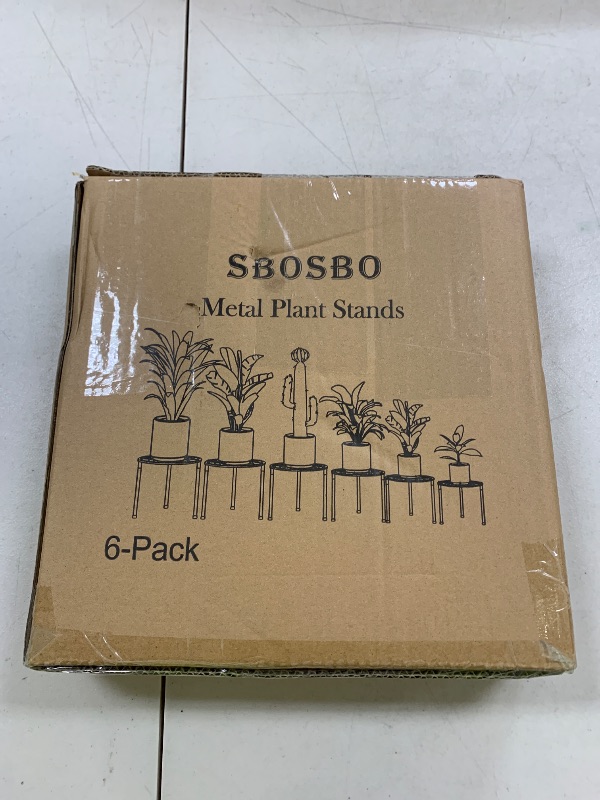 SBOSBO
Metal Plant Stands
6-Pack